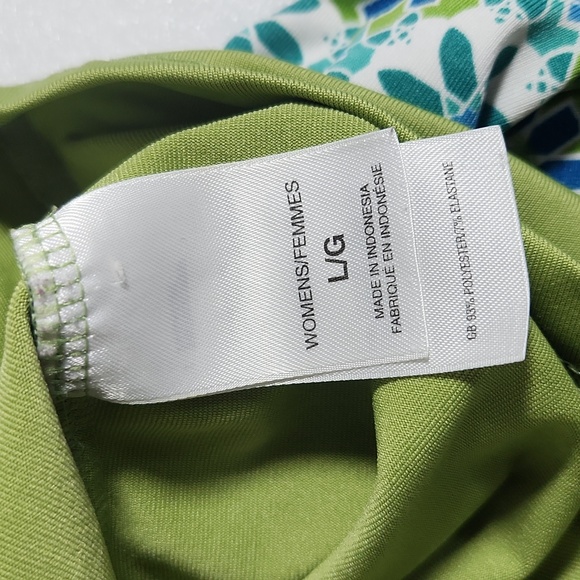 WOMENS/FEMMES
L/G
MADE IN INDONESIA
FABRIQUÉ EN INDONÉSIE
GB 93% POLYESTER/7% ELASTANE